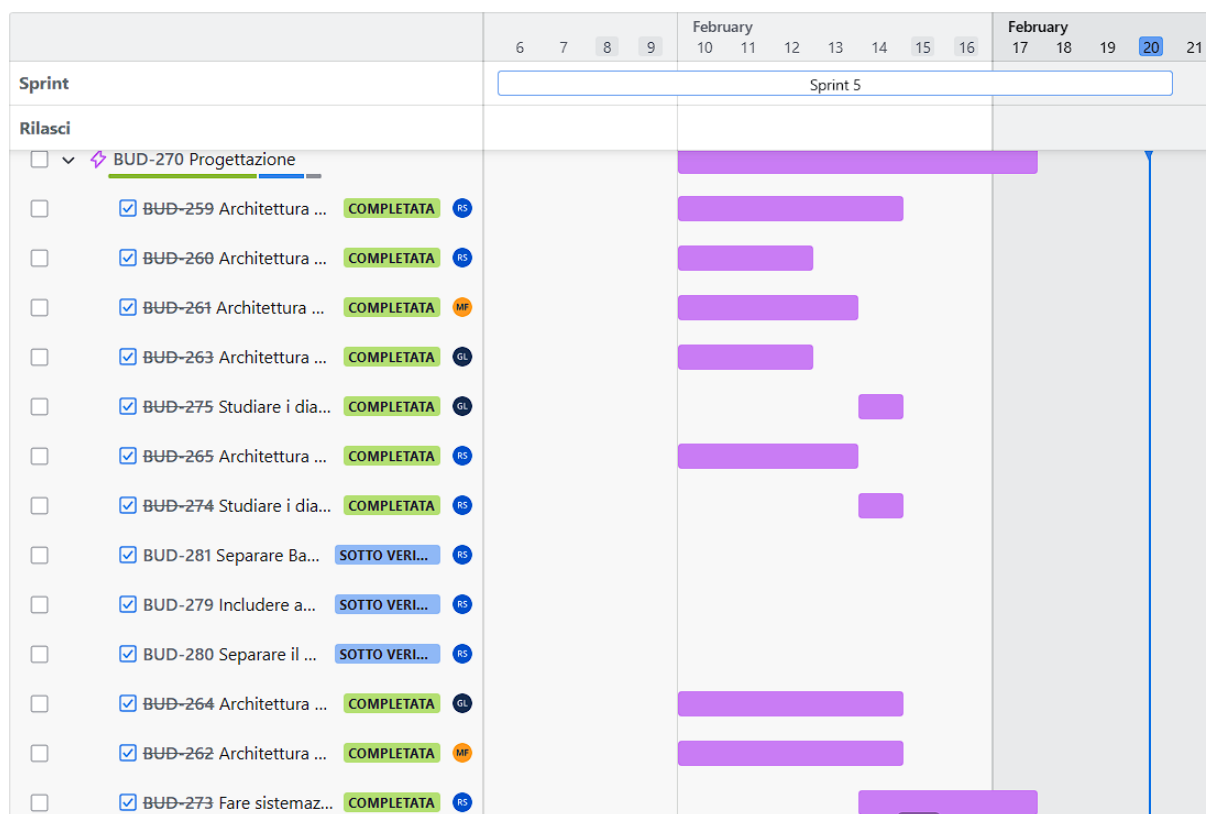 February February
6 7 8 9 10 11 12 13 14 15 16 17 18 19 20 21
Sprint Sprint 5
Rilasci
BUD-270 Progettazione
BUD-259 Architettura ... COMPLETATA RS
BUD-260 Architettura ... COMPLETATA RS
BUD-261 Architettura ... COMPLETATA MF
BUD-263 Architettura ... COMPLETATA GL
BUD-275 Studiare i dia... COMPLETATA GL
BUD-265 Architettura ... COMPLETATA RS
BUD-274 Studiare i dia... COMPLETATA RS
BUD-281 Separare Ba... SOTTO VERI... RS
BUD-279 Includere a... SOTTO VERI... RS
BUD-280 Separare il ... SOTTO VERI... RS
BUD-264 Architettura ... COMPLETATA GL
BUD-262 Architettura ... COMPLETATA MF
BUD-273 Fare sistemaz... COMPLETATA RS